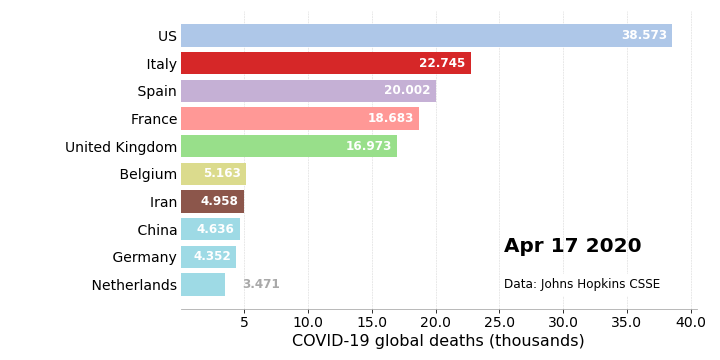 US 38.573
Italy 22.745
Spain 20.002
France 18.683
United Kingdom 16.973
Belgium 5.163
Iran 4.958
China 4.636
Germany 4.352
Netherlands 3.471
Apr 17 2020
Data: Johns Hopkins CSSE
5 10.0 15.0 20.0 25.0 30.0 35.0 40.0
COVID-19 global deaths (thousands)